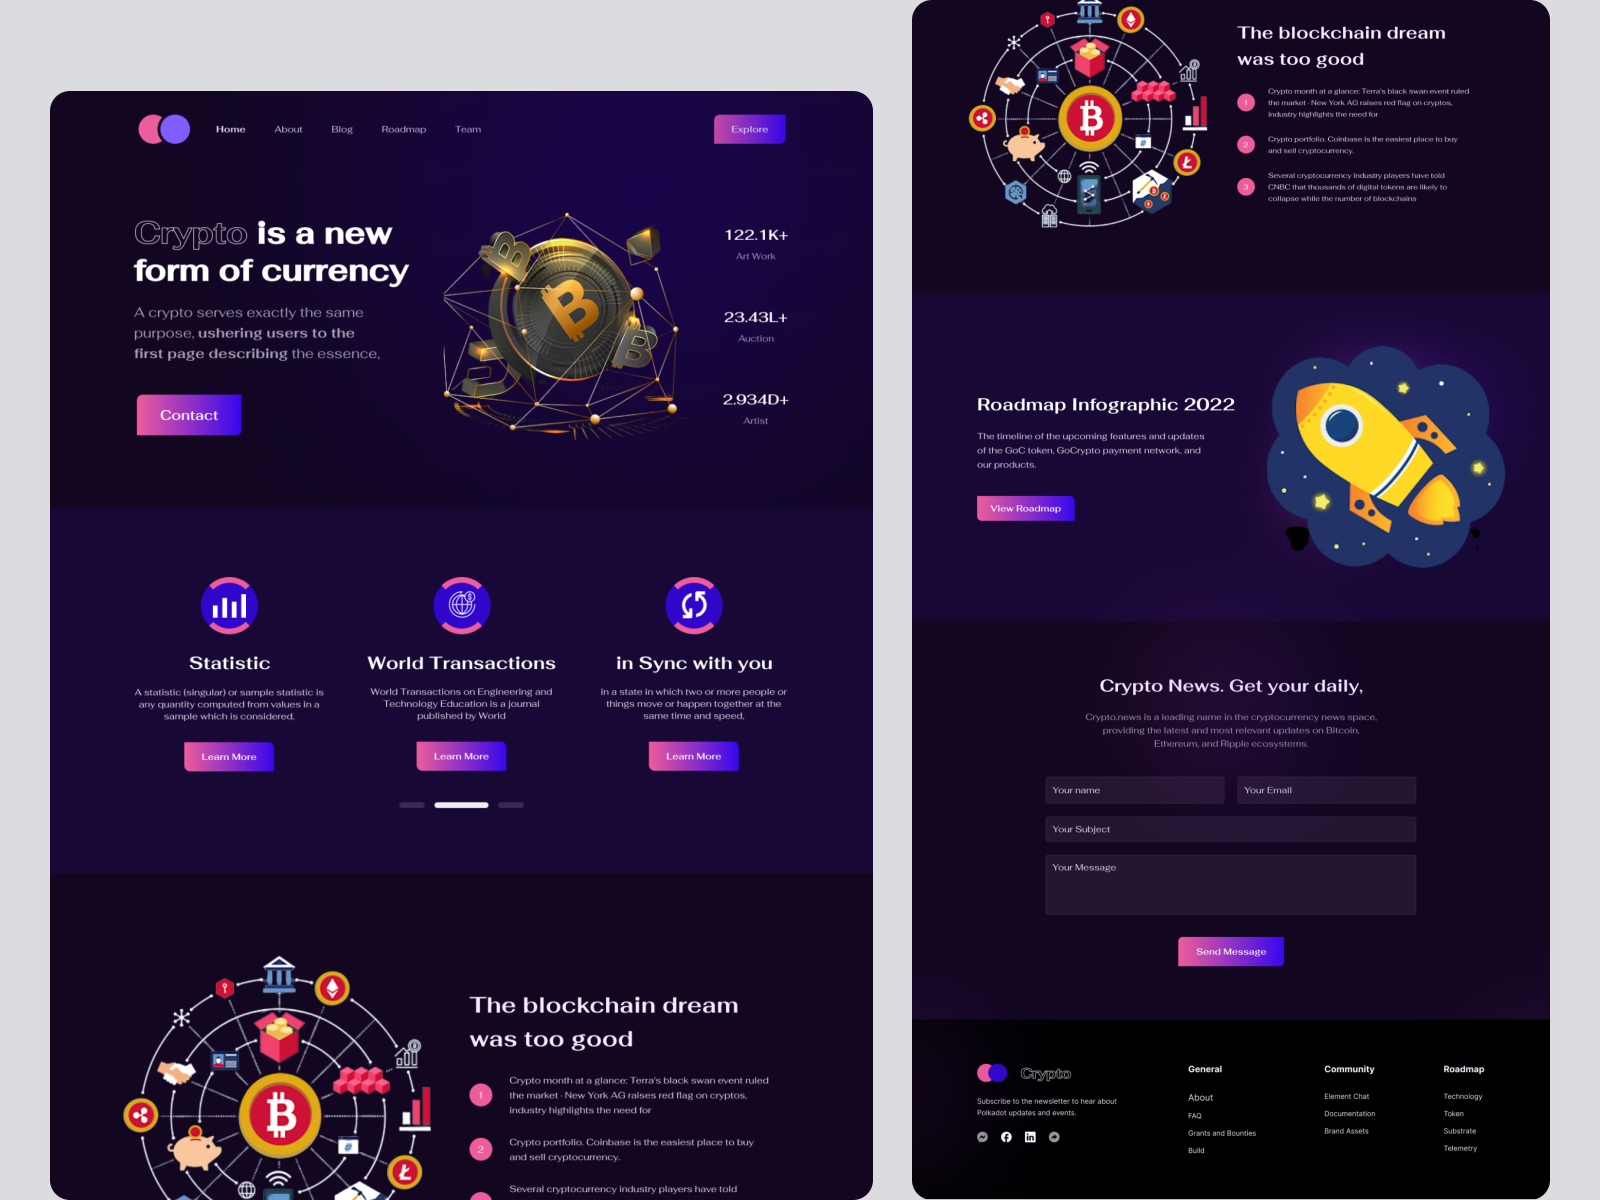 Home
About
Blog
Roadmap
Team
Explore
Crypto is a new
form of currency
A crypto serves exactly the same
purpose, ushering users to the
first page describing the essence,
Contact
122.1K+
Art Work
23.43L+
Auction
2.934D+
Artist
Statistic
A statistic (singular) or sample statistic is
any quantity computed from values in a
sample which is considered,
Learn More
World Transactions
World Transactions on Engineering and
Technology Education is a journal
published by World
Learn More
in Sync with you
in a state in which two or more people or
things move or happen together at the
same time and speed,
Learn More
The blockchain dream
was too good
1
Crypto month at a glance: Terra's black swan event ruled
the market · New York AG raises red flag on cryptos,
industry highlights the need for
2
Crypto portfolio. Coinbase is the easiest place to buy
and sell cryptocurrency.
Several cryptocurrency industry players have told
The blockchain dream
was too good
1
Crypto month at a glance: Terra's black swan event ruled
the market · New York AG raises red flag on cryptos,
industry highlights the need for
2
Crypto portfolio. Coinbase is the easiest place to buy
and sell cryptocurrency.
3
Several cryptocurrency industry players have told
CNBC that thousands of digital tokens are likely to
collapse while the number of blockchains
Roadmap Infographic 2022
The timeline of the upcoming features and updates
of the GoC token, GoCrypto payment network, and
our products.
View Roadmap
Crypto News. Get your daily,
Crypto.news is a leading name in the cryptocurrency news space,
providing the latest and most relevant updates on Bitcoin,
Ethereum, and Ripple ecosystems.
Your name
Your Email
Your Subject
Your Message
Send Message
Crypto
Subscribe to the newsletter to hear about
Polkadot updates and events.
General
About
FAQ
Grants and Bounties
Build
Community
Element Chat
Documentation
Brand Assets
Roadmap
Technology
Token
Substrate
Telemetry